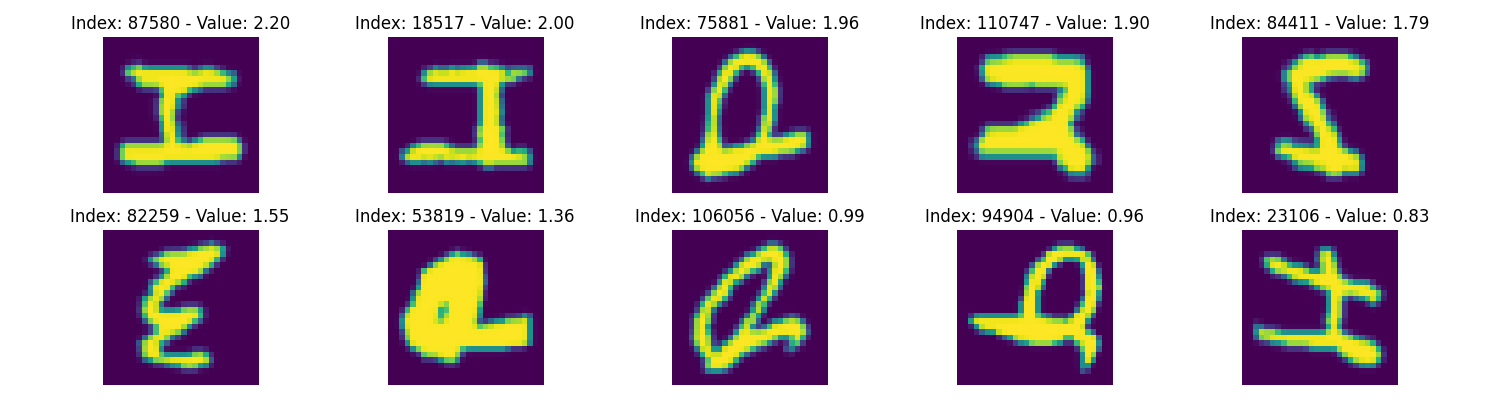 Index: 87580 - Value: 2.20
Index: 18517 - Value: 2.00
Index: 75881 - Value: 1.96
Index: 110747 - Value: 1.90
Index: 84411 - Value: 1.79
Index: 82259 - Value: 1.55
Index: 53819 - Value: 1.36
Index: 106056 - Value: 0.99
Index: 94904 - Value: 0.96
Index: 23106 - Value: 0.83